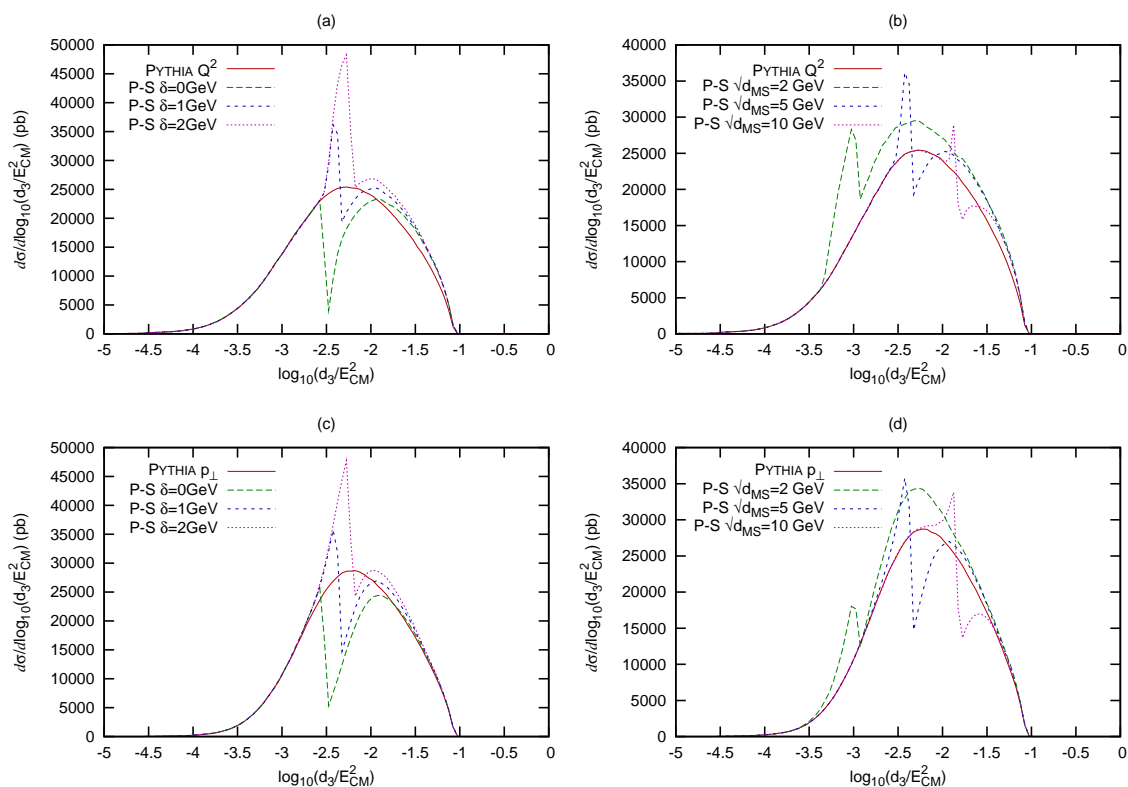 (a)
dσ/dlog₁₀(d₃/E²CM) (pb)
50000
45000
40000
35000
30000
25000
20000
15000
10000
5000
0
PYTHIA Q²
P-S δ=0GeV
P-S δ=1GeV
P-S δ=2GeV
-5 -4.5 -4 -3.5 -3 -2.5 -2 -1.5 -1 -0.5 0
log₁₀(d₃/E²CM)
(b)
dσ/dlog₁₀(d₃/E²CM) (pb)
40000
35000
30000
25000
20000
15000
10000
5000
0
PYTHIA Q²
P-S √dMS=2 GeV
P-S √dMS=5 GeV
P-S √dMS=10 GeV
-5 -4.5 -4 -3.5 -3 -2.5 -2 -1.5 -1 -0.5 0
log₁₀(d₃/E²CM)
(c)
dσ/dlog₁₀(d₃/E²CM) (pb)
50000
45000
40000
35000
30000
25000
20000
15000
10000
5000
0
PYTHIA p⊥
P-S δ=0GeV
P-S δ=1GeV
P-S δ=2GeV
-5 -4.5 -4 -3.5 -3 -2.5 -2 -1.5 -1 -0.5 0
log₁₀(d₃/E²CM)
(d)
dσ/dlog₁₀(d₃/E²CM) (pb)
40000
35000
30000
25000
20000
15000
10000
5000
0
PYTHIA p⊥
P-S √dMS=2 GeV
P-S √dMS=5 GeV
P-S √dMS=10 GeV
-5 -4.5 -4 -3.5 -3 -2.5 -2 -1.5 -1 -0.5 0
log₁₀(d₃/E²CM)